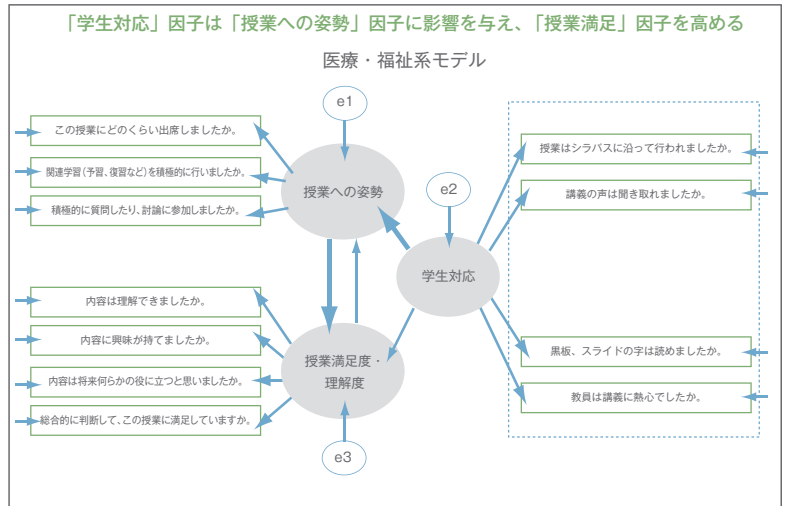 「学生対応」因子は「授業への姿勢」因子に影響を与え、「授業満足」因子を高める
医療・福祉系モデル
e1
この授業にどのくらい出席しましたか。
関連学習(予習、復習など)を積極的に行いましたか。
積極的に質問したり、討論に参加しましたか。
授業への姿勢
e2
学生対応
授業はシラバスに沿って行われましたか。
講義の声は聞き取れましたか。
内容は理解できましたか。
内容に興味が持てましたか。
内容は将来何らかの役に立つと思いましたか。
総合的に判断して、この授業に満足していますか。
授業満足度・
理解度
e3
黒板、スライドの字は読めましたか。
教員は講義に熱心でしたか。